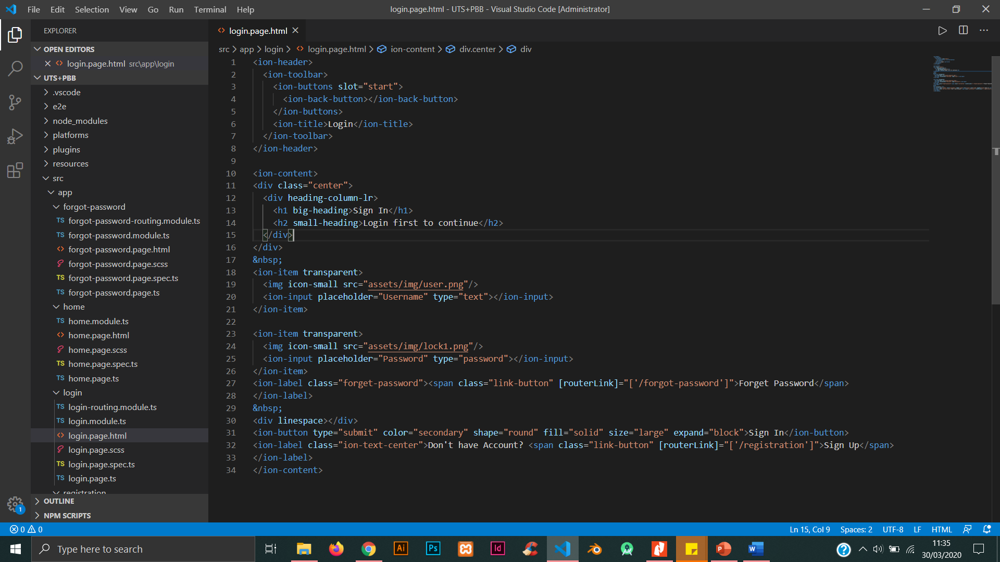 File Edit Selection View Go Run Terminal Help
login.page.html - UTS+PBB - Visual Studio Code [Administrator]
EXPLORER
OPEN EDITORS
login.page.html src\app\login
UTS+PBB
.vscode
e2e
node_modules
platforms
plugins
resources
src
app
forgot-password
TS forgot-password-routing.module.ts
TS forgot-password.module.ts
<> forgot-password.page.html
forgot-password.page.scss
TS forgot-password.page.spec.ts
TS forgot-password.page.ts
home
TS home.module.ts
<> home.page.html
home.page.scss
TS home.page.spec.ts
TS home.page.ts
login
TS login-routing.module.ts
TS login.module.ts
<> login.page.html
login.page.scss
TS login.page.spec.ts
TS login.page.ts
registration
OUTLINE
NPM SCRIPTS
<> login.page.html
src > app > login > <> login.page.html > ion-content > div.center > div
1 <ion-header>
2   <ion-toolbar>
3     <ion-buttons slot="start">
4       <ion-back-button></ion-back-button>
5     </ion-buttons>
6     <ion-title>Login</ion-title>
7   </ion-toolbar>
8 </ion-header>
9
10 <ion-content>
11 <div class="center">
12   <div heading-column-lr>
13     <h1 big-heading>Sign In</h1>
14     <h2 small-heading>Login first to continue</h2>
15   </div>
16 </div>
17 &nbsp;
18 <ion-item transparent>
19   <img icon-small src="assets/img/user.png"/>
20   <ion-input placeholder="Username" type="text"></ion-input>
21 </ion-item>
22
23 <ion-item transparent>
24   <img icon-small src="assets/img/lock1.png"/>
25   <ion-input placeholder="Password" type="password"></ion-input>
26 </ion-item>
27 <ion-label class="forget-password"><span class="link-button" [routerLink]="['/forgot-password']">Forget Password</span>
28 </ion-label>
29 &nbsp;
30 <div linespace></div>
31 <ion-button type="submit" color="secondary" shape="round" fill="solid" size="large" expand="block">Sign In</ion-button>
32 <ion-label class="ion-text-center">Don't have Account? <span class="link-button" [routerLink]="['/registration']">Sign Up</span>
33 </ion-label>
34 </ion-content>
1
0 0
Ln 15, Col 9 Spaces: 2 UTF-8 LF HTML
Type here to search
Ai Ps Id P W
11:35
30/03/2020